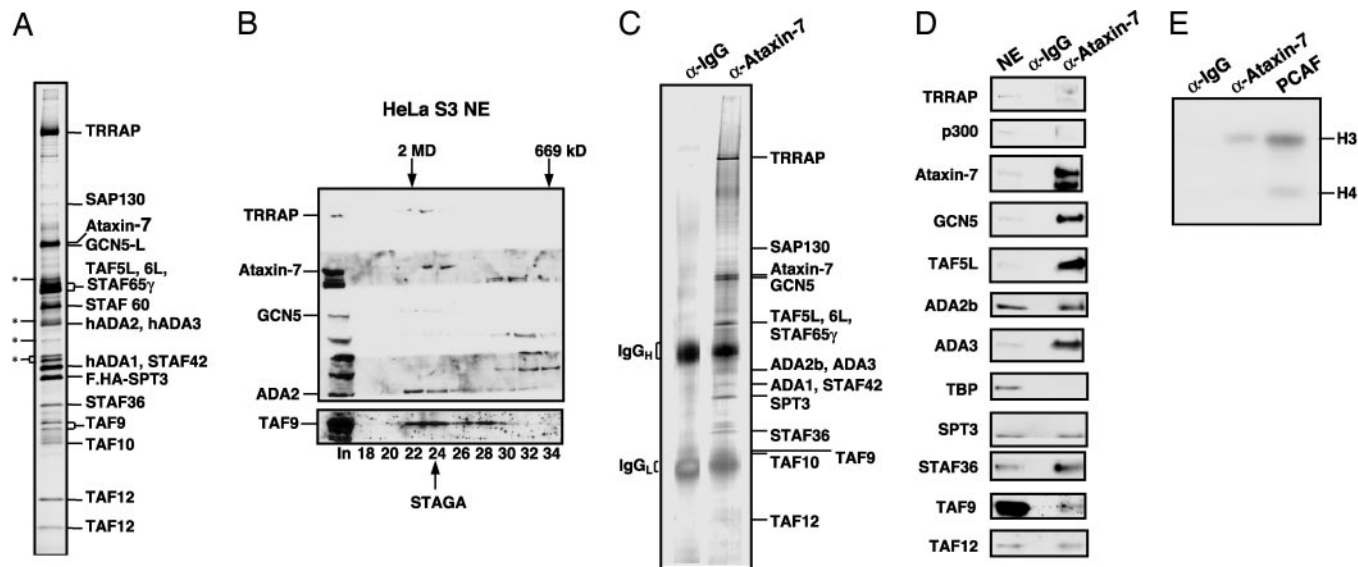 A
TRRAP
SAP130
Ataxin-7
GCN5-L
TAF5L, 6L,
STAF65γ
STAF 60
hADA2, hADA3
hADA1, STAF42
F.HA-SPT3
STAF36
TAF9
TAF10
TAF12
TAF12
*
*
*
*
B
HeLa S3 NE
2 MD
669 kD
TRRAP
Ataxin-7
GCN5
ADA2
TAF9
In 18 20 22 24 26 28 30 32 34
STAGA
C
α-IgG
α-Ataxin-7
TRRAP
SAP130
Ataxin-7
GCN5
TAF5L, 6L,
STAF65γ
IgGH
ADA2b, ADA3
ADA1, STAF42
SPT3
STAF36
TAF9
IgGL
TAF10
TAF12
D
NE
α-IgG
α-Ataxin-7
TRRAP
p300
Ataxin-7
GCN5
TAF5L
ADA2b
ADA3
TBP
SPT3
STAF36
TAF9
TAF12
E
α-IgG
α-Ataxin-7
PCAF
H3
H4